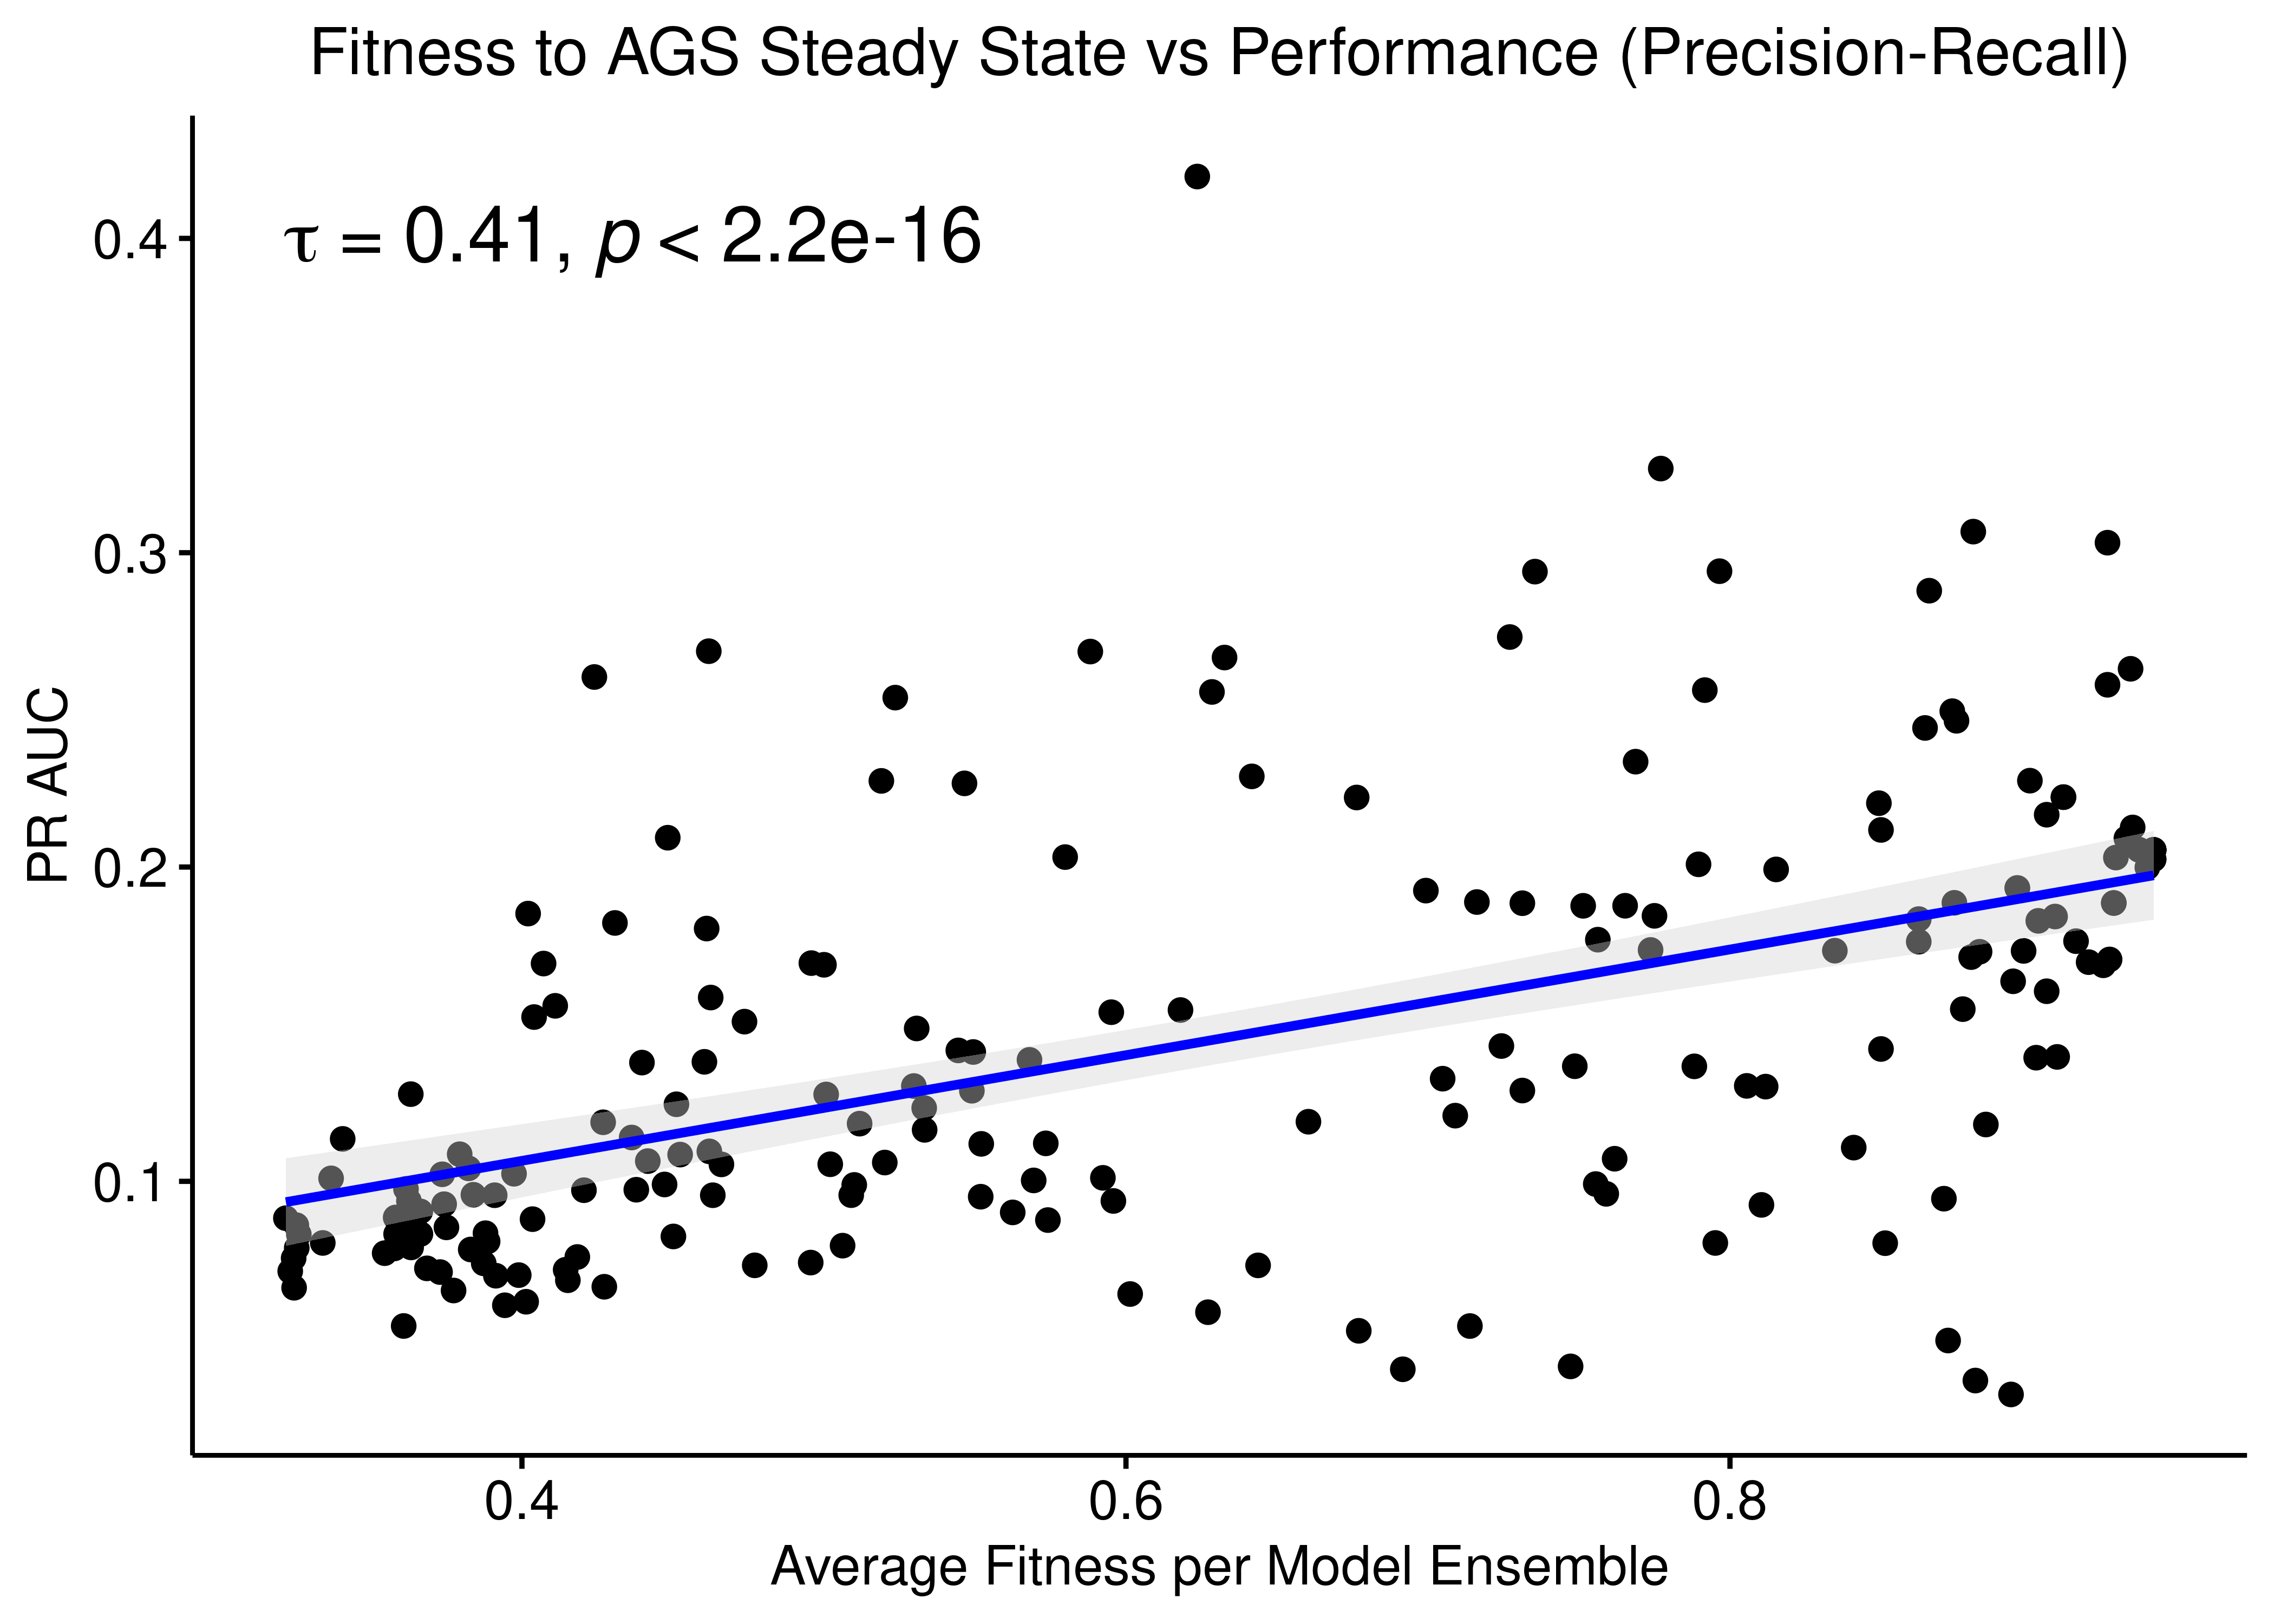 Fitness to AGS Steady State vs Performance (Precision-Recall)
τ = 0.41, p < 2.2e-16
PR AUC
0.4
0.3
0.2
0.1
0.4 0.6 0.8
Average Fitness per Model Ensemble